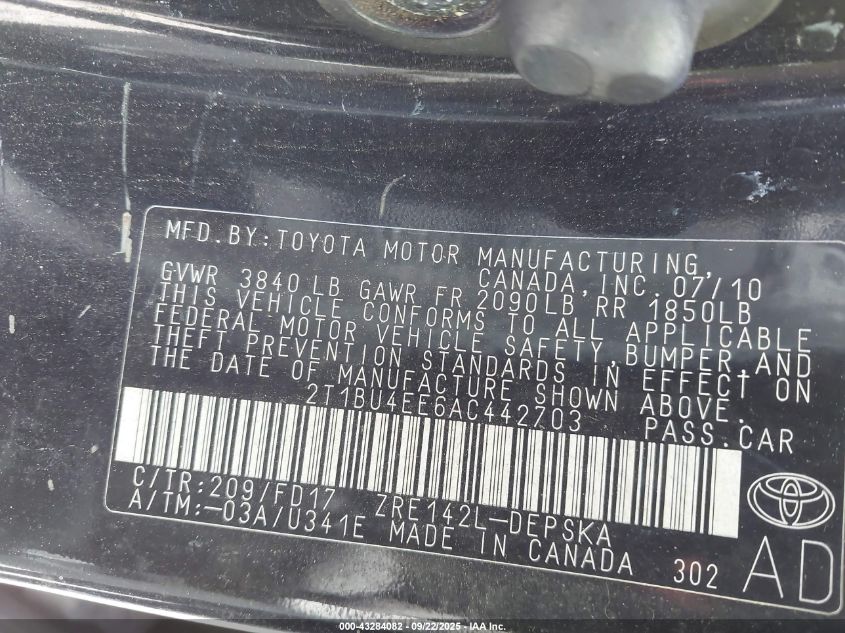 MFD. BY: TOYOTA MOTOR MANUFACTURING,
CANADA, INC. 07/10
GVWR 3840 LB GAWR FR 2090LB RR 1850LB
THIS VEHICLE CONFORMS TO ALL APPLICABLE
FEDERAL MOTOR VEHICLE SAFETY, BUMPER, AND
THEFT PREVENTION STANDARDS IN EFFECT ON
THE DATE OF MANUFACTURE SHOWN ABOVE.
2T1BU4EE6AC442703 PASS. CAR
C/TR: 209/FD17 ZRE142L-DEPSKA
A/TM: -03A/U341E MADE IN CANADA 302
AD
000-43284082 - 09/22/2025 - IAA Inc.